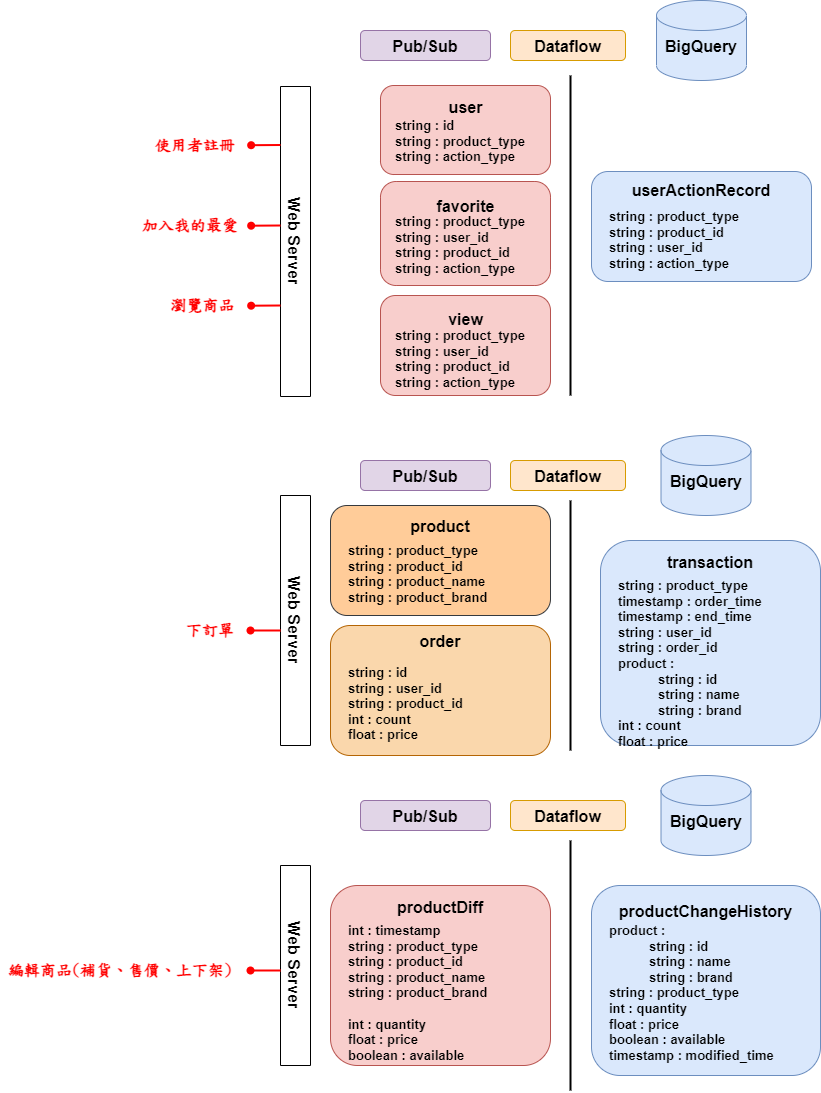 Pub/Sub
Dataflow
BigQuery
使用者註冊
加入我的最愛
瀏覽商品
Web Server
user
string : id
string : product_type
string : action_type
favorite
string : product_type
string : user_id
string : product_id
string : action_type
view
string : product_type
string : user_id
string : product_id
string : action_type
userActionRecord
string : product_type
string : product_id
string : user_id
string : action_type
Pub/Sub
Dataflow
BigQuery
下訂單
Web Server
product
string : product_type
string : product_id
string : product_name
string : product_brand
order
string : id
string : user_id
string : product_id
int : count
float : price
transaction
string : product_type
timestamp : order_time
timestamp : end_time
string : user_id
string : order_id
product :
string : id
string : name
string : brand
int : count
float : price
Pub/Sub
Dataflow
BigQuery
編輯商品(補貨、售價、上下架)
Web Server
productDiff
int : timestamp
string : product_type
string : product_id
string : product_name
string : product_brand
int : quantity
float : price
boolean : available
productChangeHistory
product :
string : id
string : name
string : brand
string : product_type
int : quantity
float : price
boolean : available
timestamp : modified_time